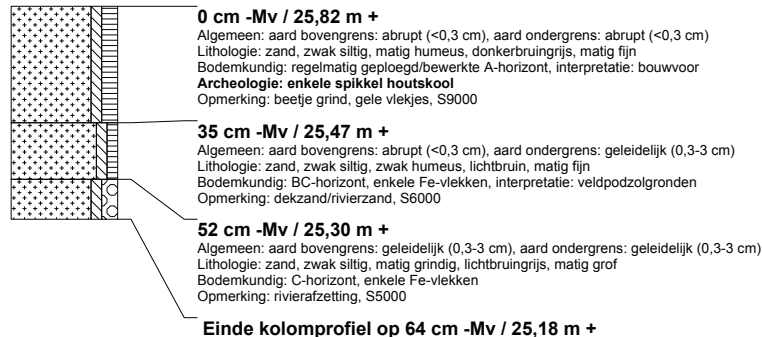 0 cm -Mv / 25,82 m +
Algemeen: aard bovengrens: abrupt (<0,3 cm), aard ondergrens: abrupt (<0,3 cm)
Lithologie: zand, zwak siltig, matig humeus, donkerbruingrijs, matig fijn
Bodemkundig: regelmatig geploegd/bewerkte A-horizont, interpretatie: bouwvoor
Archeologie: enkele spikkel houtskool
Opmerking: beetje grind, gele vlekjes, S9000
35 cm -Mv / 25,47 m +
Algemeen: aard bovengrens: abrupt (<0,3 cm), aard ondergrens: geleidelijk (0,3-3 cm)
Lithologie: zand, zwak siltig, zwak humeus, lichtbruin, matig fijn
Bodemkundig: BC-horizont, enkele Fe-vlekken, interpretatie: veldpodzolgronden
Opmerking: dekzand/rivierzand, S6000
52 cm -Mv / 25,30 m +
Algemeen: aard bovengrens: geleidelijk (0,3-3 cm), aard ondergrens: geleidelijk (0,3-3 cm)
Lithologie: zand, zwak siltig, matig grindig, lichtbruingrijs, matig grof
Bodemkundig: C-horizont, enkele Fe-vlekken
Opmerking: rivierafzetting, S5000
Einde kolomprofiel op 64 cm -Mv / 25,18 m +